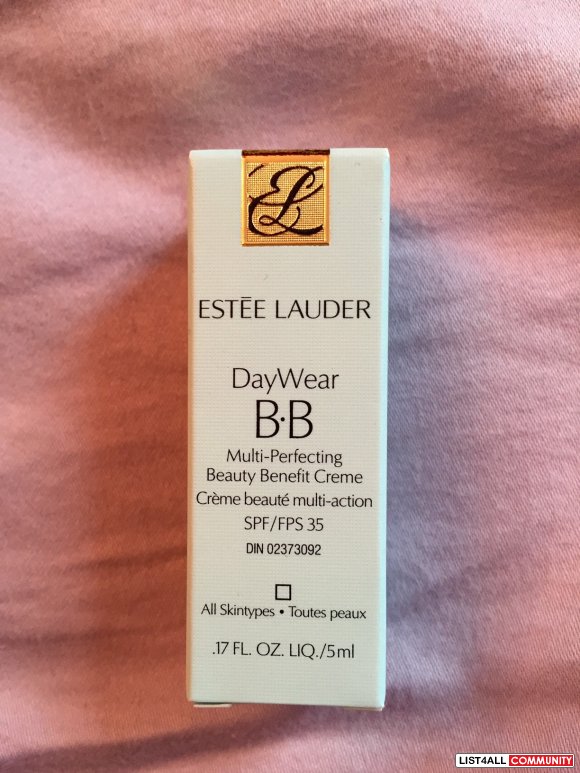 EL
ESTĒE LAUDER
DayWear
B·B
Multi-Perfecting
Beauty Benefit Creme
Crème beauté multi-action
SPF/FPS 35
DIN 02373092
All Skintypes • Toutes peaux
.17 FL. OZ. LIQ./5ml
LIST4ALL COMMUNITY